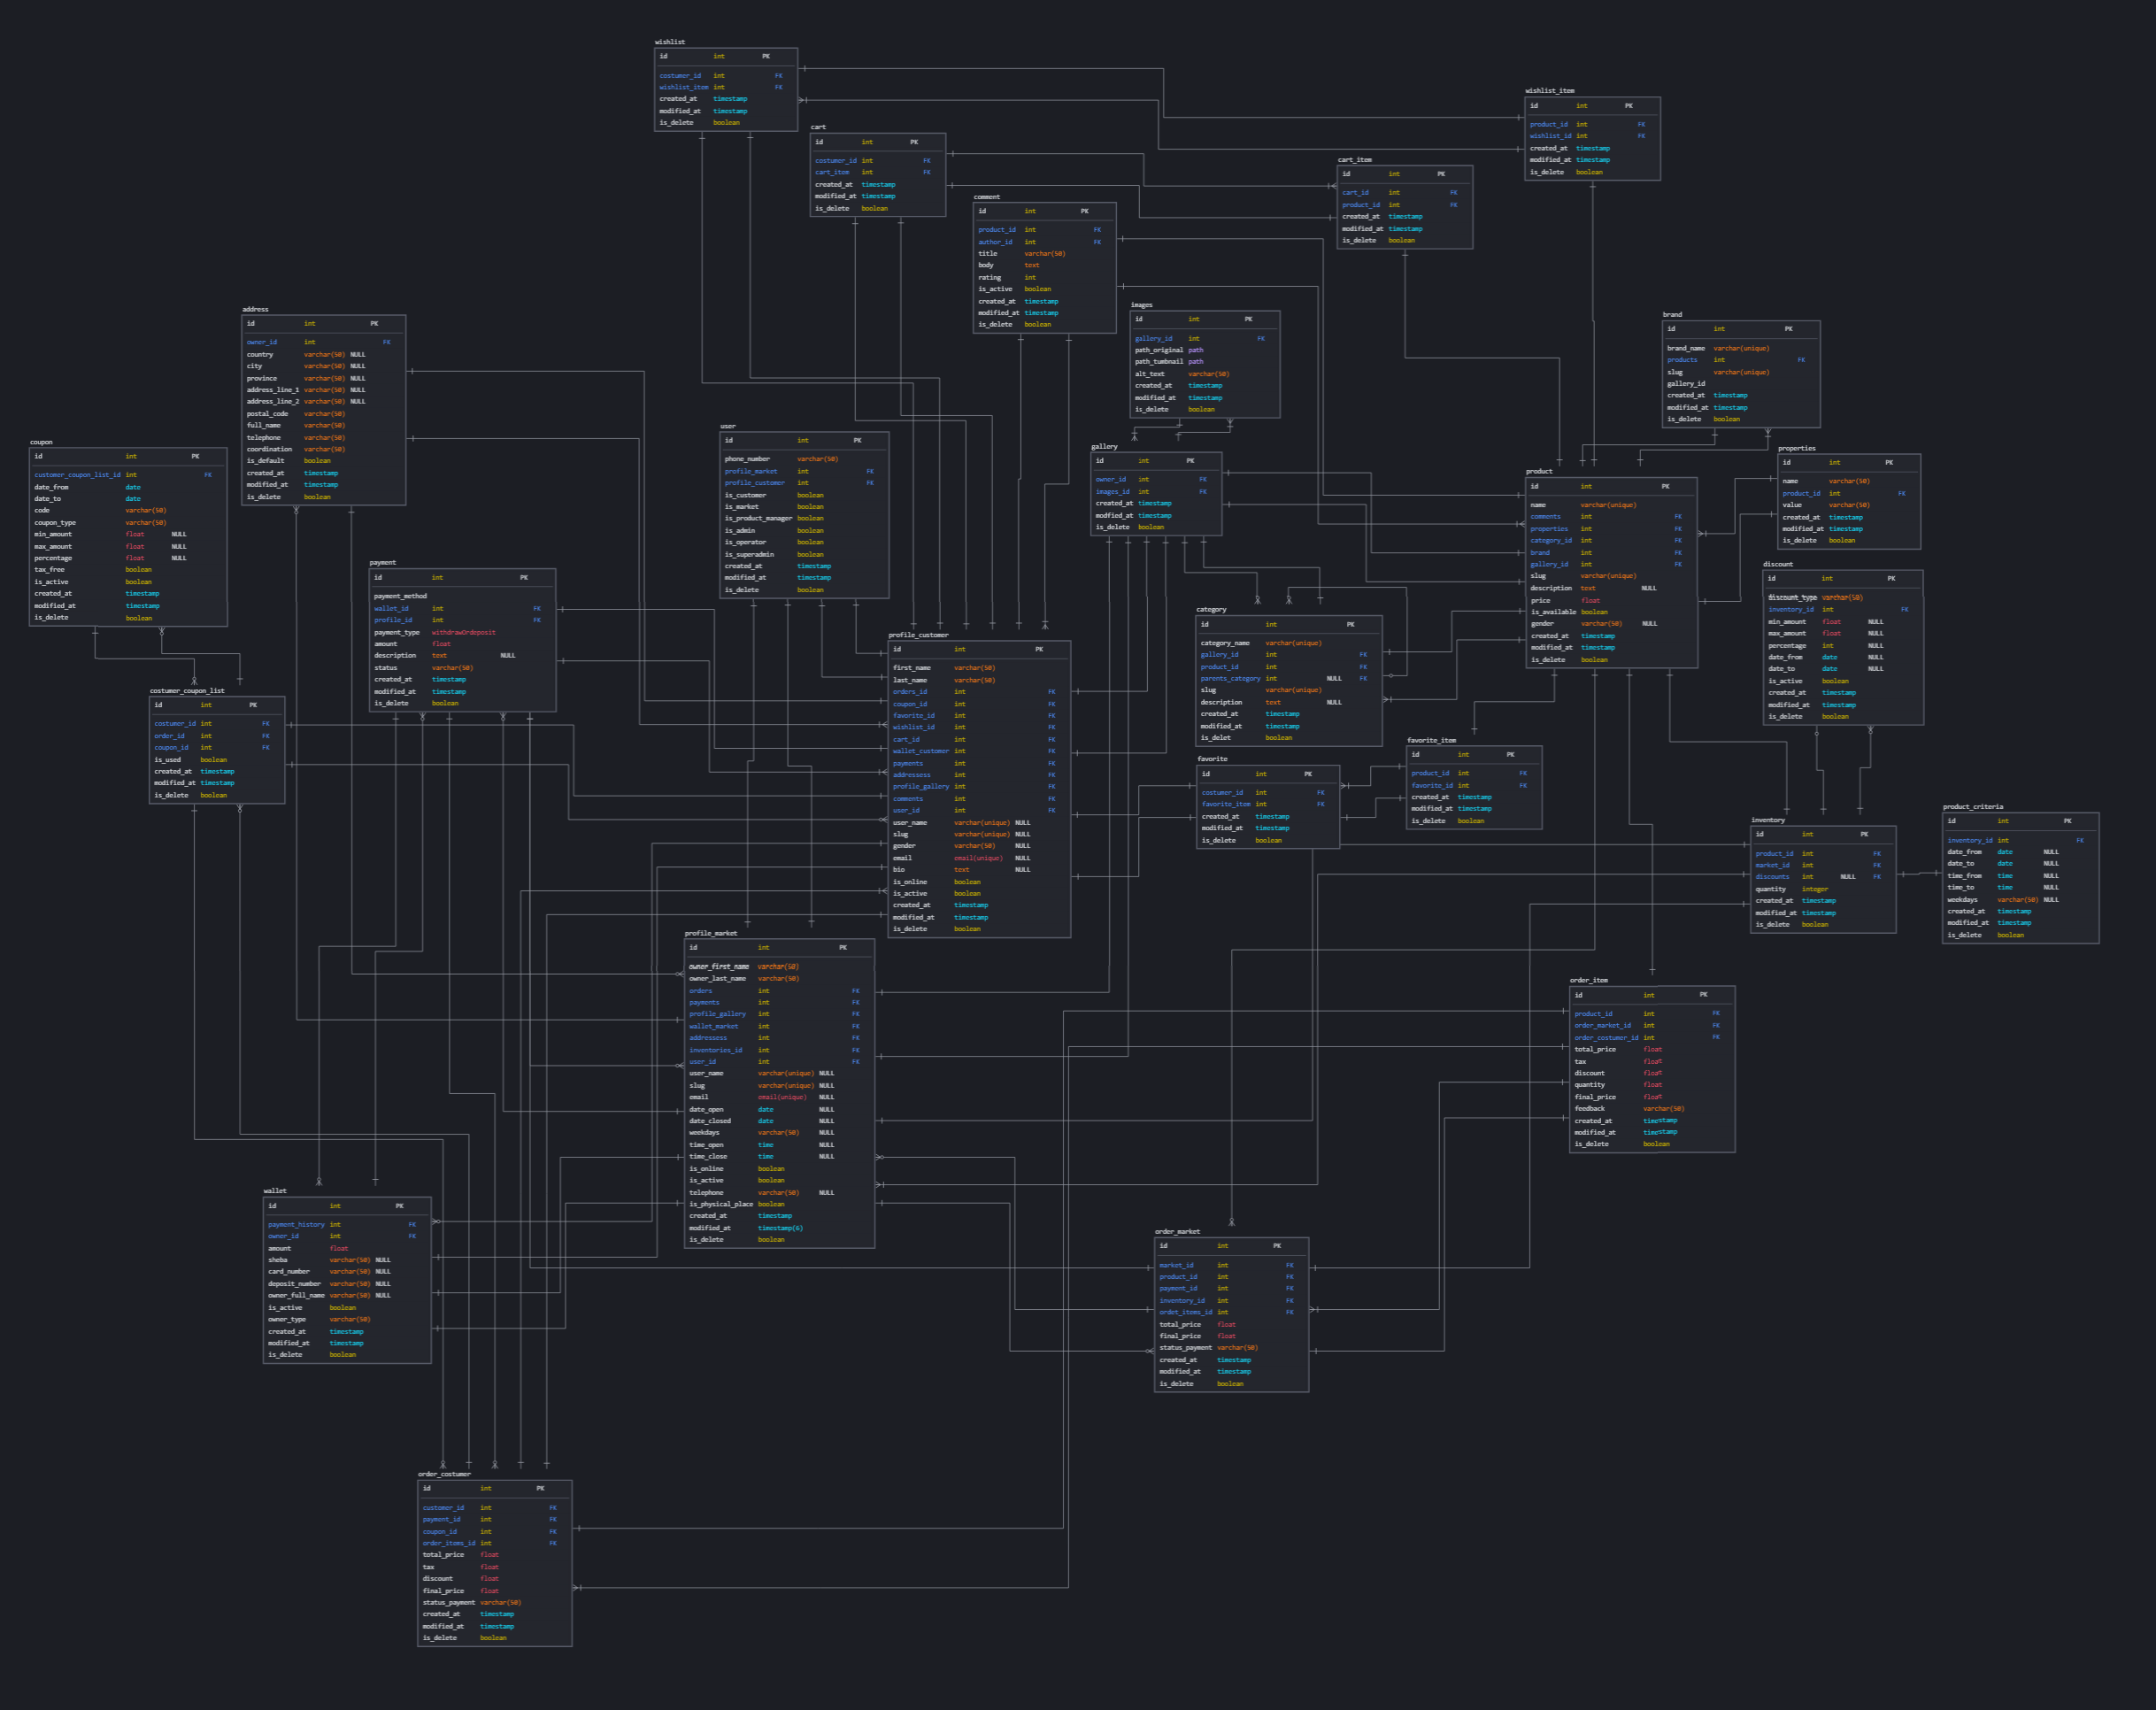 wishlist
id int PK
costumer_id int FK
wishlist_item int FK
created_at timestamp
modified_at timestamp
is_delete boolean
wishlist_item
id int PK
product_id int FK
wishlist_id int FK
created_at timestamp
modified_at timestamp
is_delete boolean
cart
id int PK
costumer_id int FK
cart_item int FK
created_at timestamp
modified_at timestamp
is_delete boolean
cart_item
id int PK
cart_id int FK
product_id int FK
created_at timestamp
modified_at timestamp
is_delete boolean
comment
id int PK
product_id int FK
author_id int FK
title varchar(50)
body text
rating int
is_active boolean
created_at timestamp
modified_at timestamp
is_delete boolean
images
id int PK
gallery_id int FK
path_original path
path_tumbnail path
alt_text varchar(50)
created_at timestamp
modified_at timestamp
is_delete boolean
brand
id int PK
brand_name varchar(unique)
products int FK
slug varchar(unique)
gallery_id
created_at timestamp
modified_at timestamp
is_delete boolean
address
id int PK
owner_id int FK
country varchar(50) NULL
city varchar(50) NULL
province varchar(50) NULL
address_line_1 varchar(50) NULL
address_line_2 varchar(50) NULL
postal_code varchar(50)
full_name varchar(50)
telephone varchar(50)
coordination varchar(50)
is_default boolean
created_at timestamp
modified_at timestamp
is_delete boolean
coupon
id int PK
customer_coupon_list_id int FK
date_from date
date_to date
code varchar(50)
coupon_type varchar(50)
min_amount float NULL
max_amount float NULL
percentage float NULL
tax_free boolean
is_active boolean
created_at timestamp
modified_at timestamp
is_delete boolean
user
id int PK
phone_number varchar(50)
profile_market int FK
profile_customer int FK
is_customer boolean
is_market boolean
is_product_manager boolean
is_admin boolean
is_operator boolean
is_superadmin boolean
created_at timestamp
modified_at timestamp
is_delete boolean
gallery
id int PK
owner_id int FK
images_id int FK
created_at timestamp
modfied_at timestamp
is_delete boolean
product
id int PK
name varchar(unique)
comments int FK
properties int FK
category_id int FK
brand int FK
gallery_id int FK
slug varchar(unique)
description text NULL
price float
is_available boolean
gender varchar(50) NULL
created_at timestamp
modified_at timestamp
is_delete boolean
properties
id int PK
name varchar(50)
product_id int FK
value varchar(50)
created_at timestamp
modified_at timestamp
is_delete boolean
payment
id int PK
payment_method
wallet_id int FK
profile_id int FK
payment_type withdrawOrdeposit
amount float
description text NULL
status varchar(50)
created_at timestamp
modified_at timestamp
is_delete boolean
discount
id int PK
discount_type varchar(50)
inventory_id int FK
min_amount float NULL
max_amount float NULL
percentage int NULL
date_from date NULL
date_to date NULL
is_active boolean
created_at timestamp
modified_at timestamp
is_delete boolean
category
id int PK
category_name varchar(unique)
gallery_id int FK
product_id int FK
parents_category int NULL FK
slug varchar(unique)
description text NULL
created_at timestamp
modified_at timestamp
is_delet boolean
profile_customer
id int PK
first_name varchar(50)
last_name varchar(50)
orders_id int FK
coupon_id int FK
favorite_id int FK
wishlist_id int FK
cart_id int FK
wallet_customer int FK
payments int FK
addressess int FK
profile_gallery int FK
comments int FK
user_id int FK
user_name varchar(unique) NULL
slug varchar(unique) NULL
gender varchar(50) NULL
email email(unique) NULL
bio text NULL
is_online boolean
is_active boolean
created_at timestamp
modified_at timestamp
is_delete boolean
costumer_coupon_list
id int PK
costumer_id int FK
order_id int FK
coupon_id int FK
is_used boolean
created_at timestamp
modified_at timestamp
is_delete boolean
favorite_item
id int PK
product_id int FK
favorite_id int FK
created_at timestamp
modified_at timestamp
is_delete boolean
favorite
id int PK
costumer_id int FK
favorite_item int FK
created_at timestamp
modified_at timestamp
is_delete boolean
product_criteria
id int PK
inventory_id int FK
date_from date NULL
date_to date NULL
time_from time NULL
time_to time NULL
weekdays varchar(50) NULL
created_at timestamp
modified_at timestamp
is_delete boolean
inventory
id int PK
product_id int FK
market_id int FK
discounts int NULL FK
quantity integer
created_at timestamp
modified_at timestamp
is_delete boolean
profile_market
id int PK
owner_first_name varchar(50)
owner_last_name varchar(50)
orders int FK
payments int FK
profile_gallery int FK
wallet_market int FK
addressess int FK
inventories_id int FK
user_id int FK
user_name varchar(unique) NULL
slug varchar(unique) NULL
email email(unique) NULL
date_open date NULL
date_closed date NULL
weekdays varchar(50) NULL
time_open time NULL
time_close time NULL
is_online boolean
is_active boolean
telephone varchar(50) NULL
is_physical_place boolean
created_at timestamp
modified_at timestamp(6)
is_delete boolean
order_item
id int PK
product_id int FK
order_market_id int FK
order_costumer_id int FK
total_price float
tax float
discount float
quantity float
final_price float
feedback varchar(50)
created_at timestamp
modified_at timestamp
is_delete boolean
wallet
id int PK
payment_history int FK
owner_id int FK
amount float
sheba varchar(50) NULL
card_number varchar(50) NULL
deposit_number varchar(50) NULL
owner_full_name varchar(50) NULL
is_active boolean
owner_type varchar(50)
created_at timestamp
modified_at timestamp
is_delete boolean
order_market
id int PK
market_id int FK
product_id int FK
payment_id int FK
inventory_id int FK
ordet_items_id int FK
total_price float
final_price float
status_payment varchar(50)
created_at timestamp
modified_at timestamp
is_delete boolean
order_costumer
id int PK
customer_id int FK
payment_id int FK
coupon_id int FK
order_items_id int FK
total_price float
tax float
discount float
final_price float
status_payment varchar(50)
created_at timestamp
modified_at timestamp
is_delete boolean